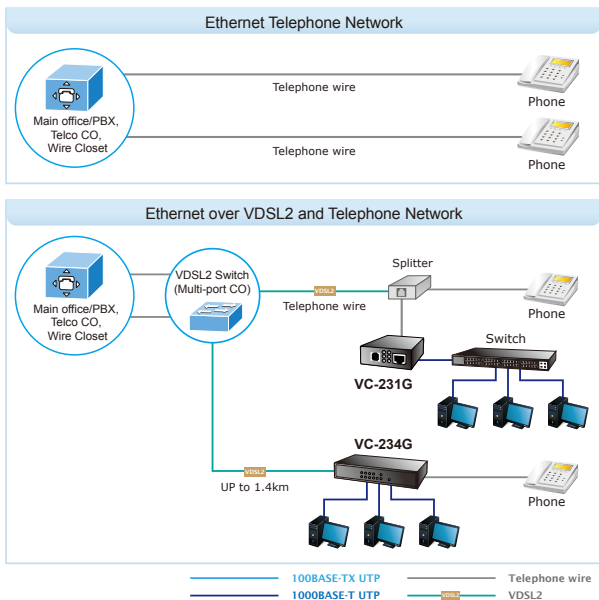 Ethernet Telephone Network
Main office/PBX,
Telco CO,
Wire Closet
Telephone wire
Phone
Telephone wire
Phone
Ethernet over VDSL2 and Telephone Network
Main office/PBX,
Telco CO,
Wire Closet
VDSL2 Switch
(Multi-port CO)
VDSL2
Telephone wire
Splitter
Phone
VC-231G
Switch
VC-234G
VDSL2
UP to 1.4km
Phone
100BASE-TX UTP
Telephone wire
1000BASE-T UTP
VDSL2
VDSL2